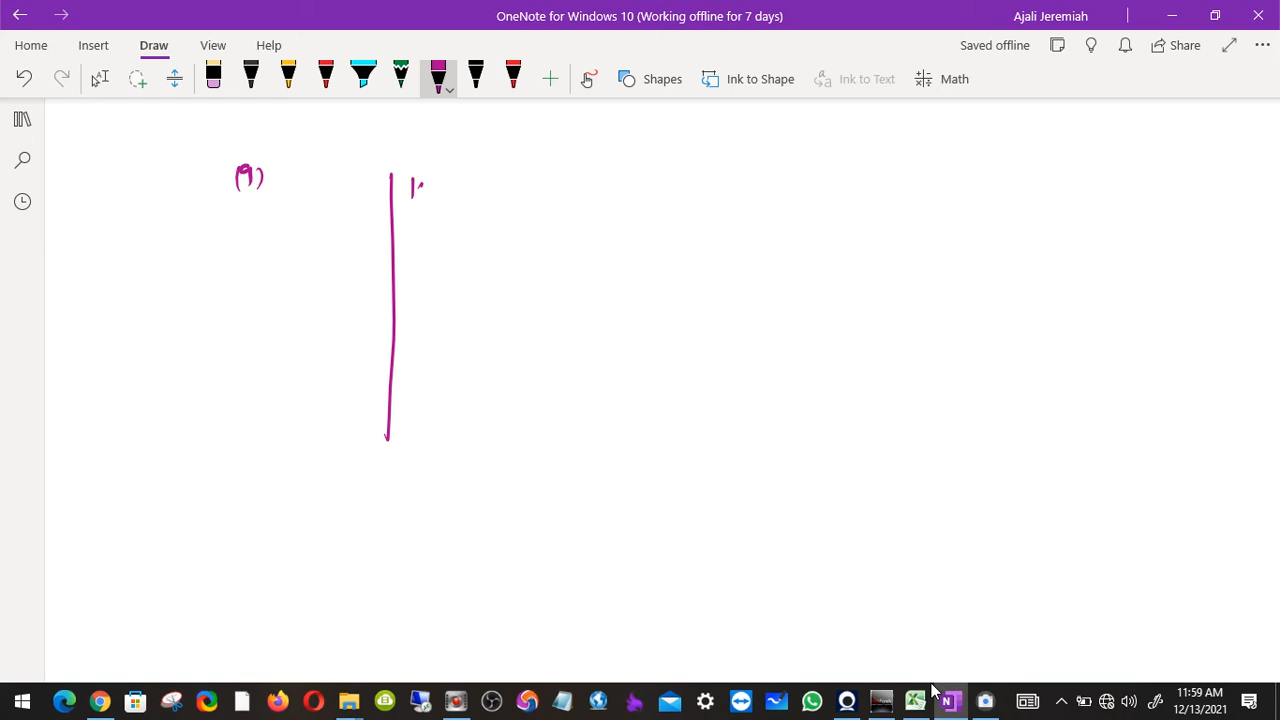 OneNote for Windows 10 (Working offline for 7 days)
Ajali Jeremiah
Home
Insert
Draw
View
Help
Saved offline
Share
Shapes
Ink to Shape
Ink to Text
Math
(9)
11:59 AM
12/13/2021